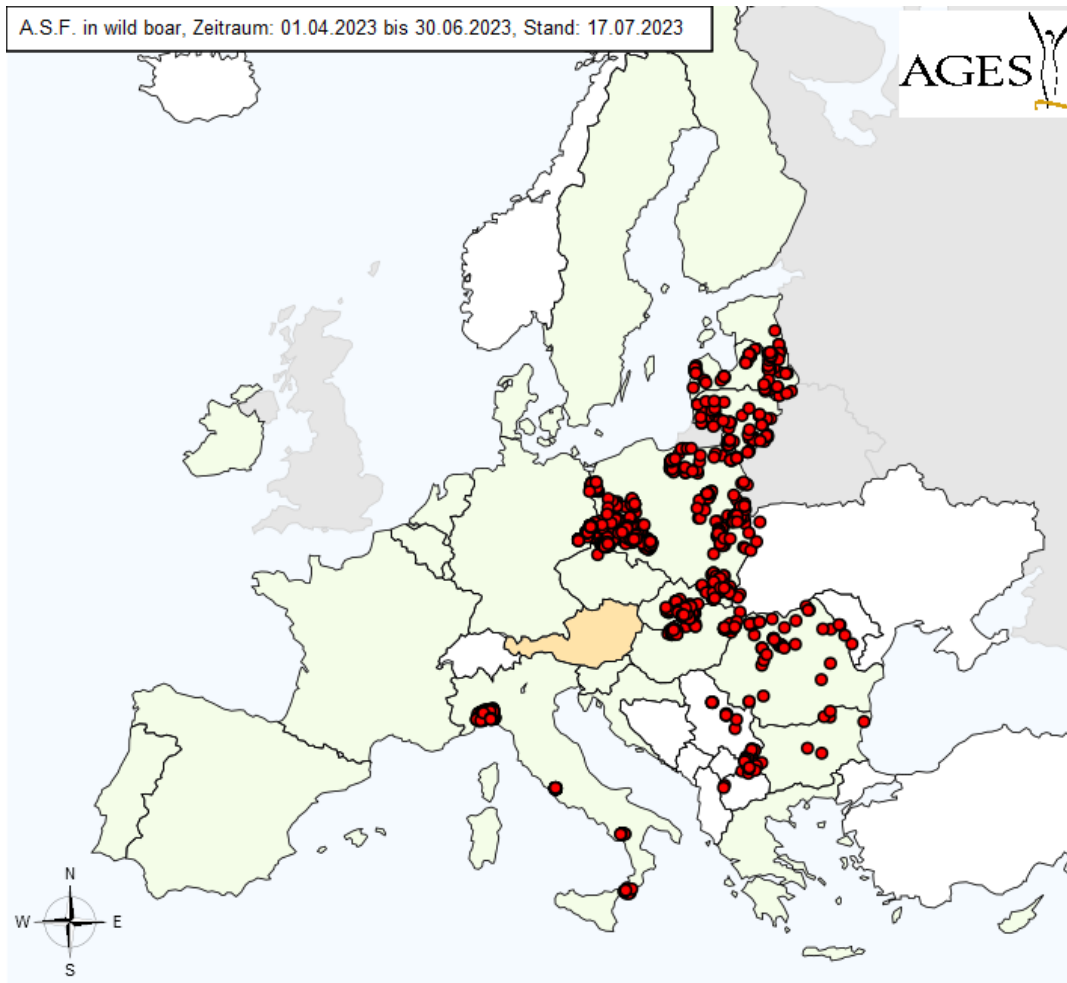 A.S.F. in wild boar, Zeitraum: 01.04.2023 bis 30.06.2023, Stand: 17.07.2023
AGES
N
W E
S